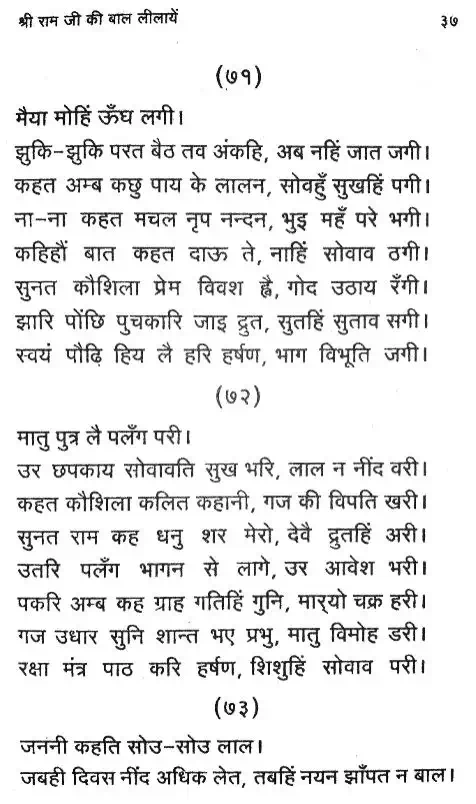 श्री राम जी की बाल लीलायें ३७
(७१)
मैया मोहिं ऊँघ लगी।
झुकि-झुकि परत बैठ तव अंकहि, अब नहिं जात जगी।
कहत अम्ब कछु पाय के लालन, सोवहुँ सुखहिं पगी।
ना-ना कहत मचल नृप नन्दन, भुइ महँ परे भगी।
कहिहौं बात कहत दाऊ ते, नाहिं सोवाव ठगी।
सुनत कौशिला प्रेम विवश ह्वै, गोद उठाय रँगी।
झारि पोंछि पुचकारि जाइ द्रुत, सुतहिं सुताव सगी।
स्वयं पौढ़ि हिय लै हरि हर्षण, भाग विभूति जगी।
(७२)
मातु पुत्र लै पलँग परी।
उर छपकाय सोवावति सुख भरि, लाल न नींद वरी।
कहत कौशिला कलित कहानी, गज की विपति खरी।
सुनत राम कह धनु शर मेरो, देवै द्रुतहिं अरी।
उतरि पलँग भागन से लागे, उर आवेश भरी।
पकरि अम्ब कह ग्राह गतिहिं गुनि, मार्‌यो चक्र हरी।
गज उधार सुनि शान्त भए प्रभु, मातु विमोह डरी।
रक्षा मंत्र पाठ करि हर्षण, शिशुहिं सोवाव परी।
(७३)
जननी कहति सोउ-सोउ लाल।
जबही दिवस नींद अधिक लेत, तबहिं नयन झाँपत न बाल।